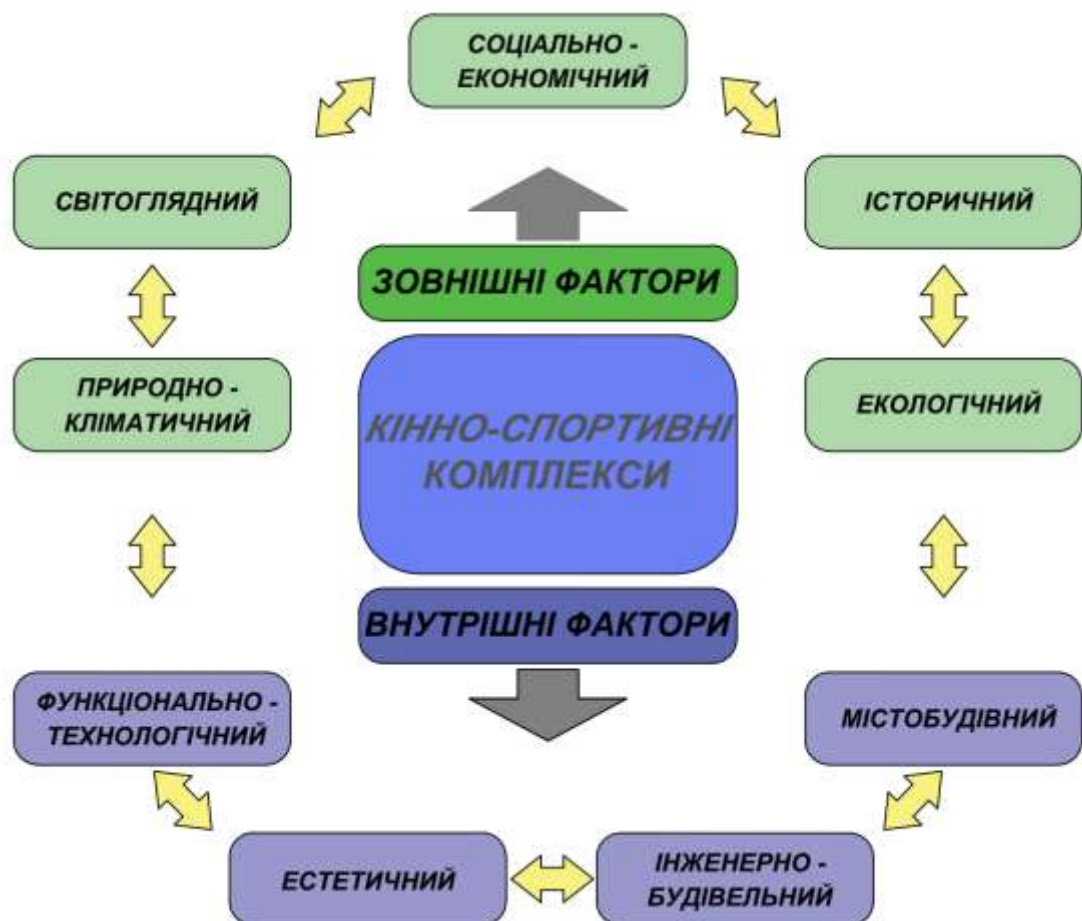 СОЦІАЛЬНО -
ЕКОНОМІЧНИЙ
СВІТОГЛЯДНИЙ
ІСТОРИЧНИЙ
ЗОВНІШНІ ФАКТОРИ
ПРИРОДНО -
КЛІМАТИЧНИЙ
ЕКОЛОГІЧНИЙ
КІННО-СПОРТИВНІ
КОМПЛЕКСИ
ВНУТРІШНІ ФАКТОРИ
ФУНКЦІОНАЛЬНО -
ТЕХНОЛОГІЧНИЙ
МІСТОБУДІВНИЙ
ЕСТЕТИЧНИЙ
ІНЖЕНЕРНО -
БУДІВЕЛЬНИЙ